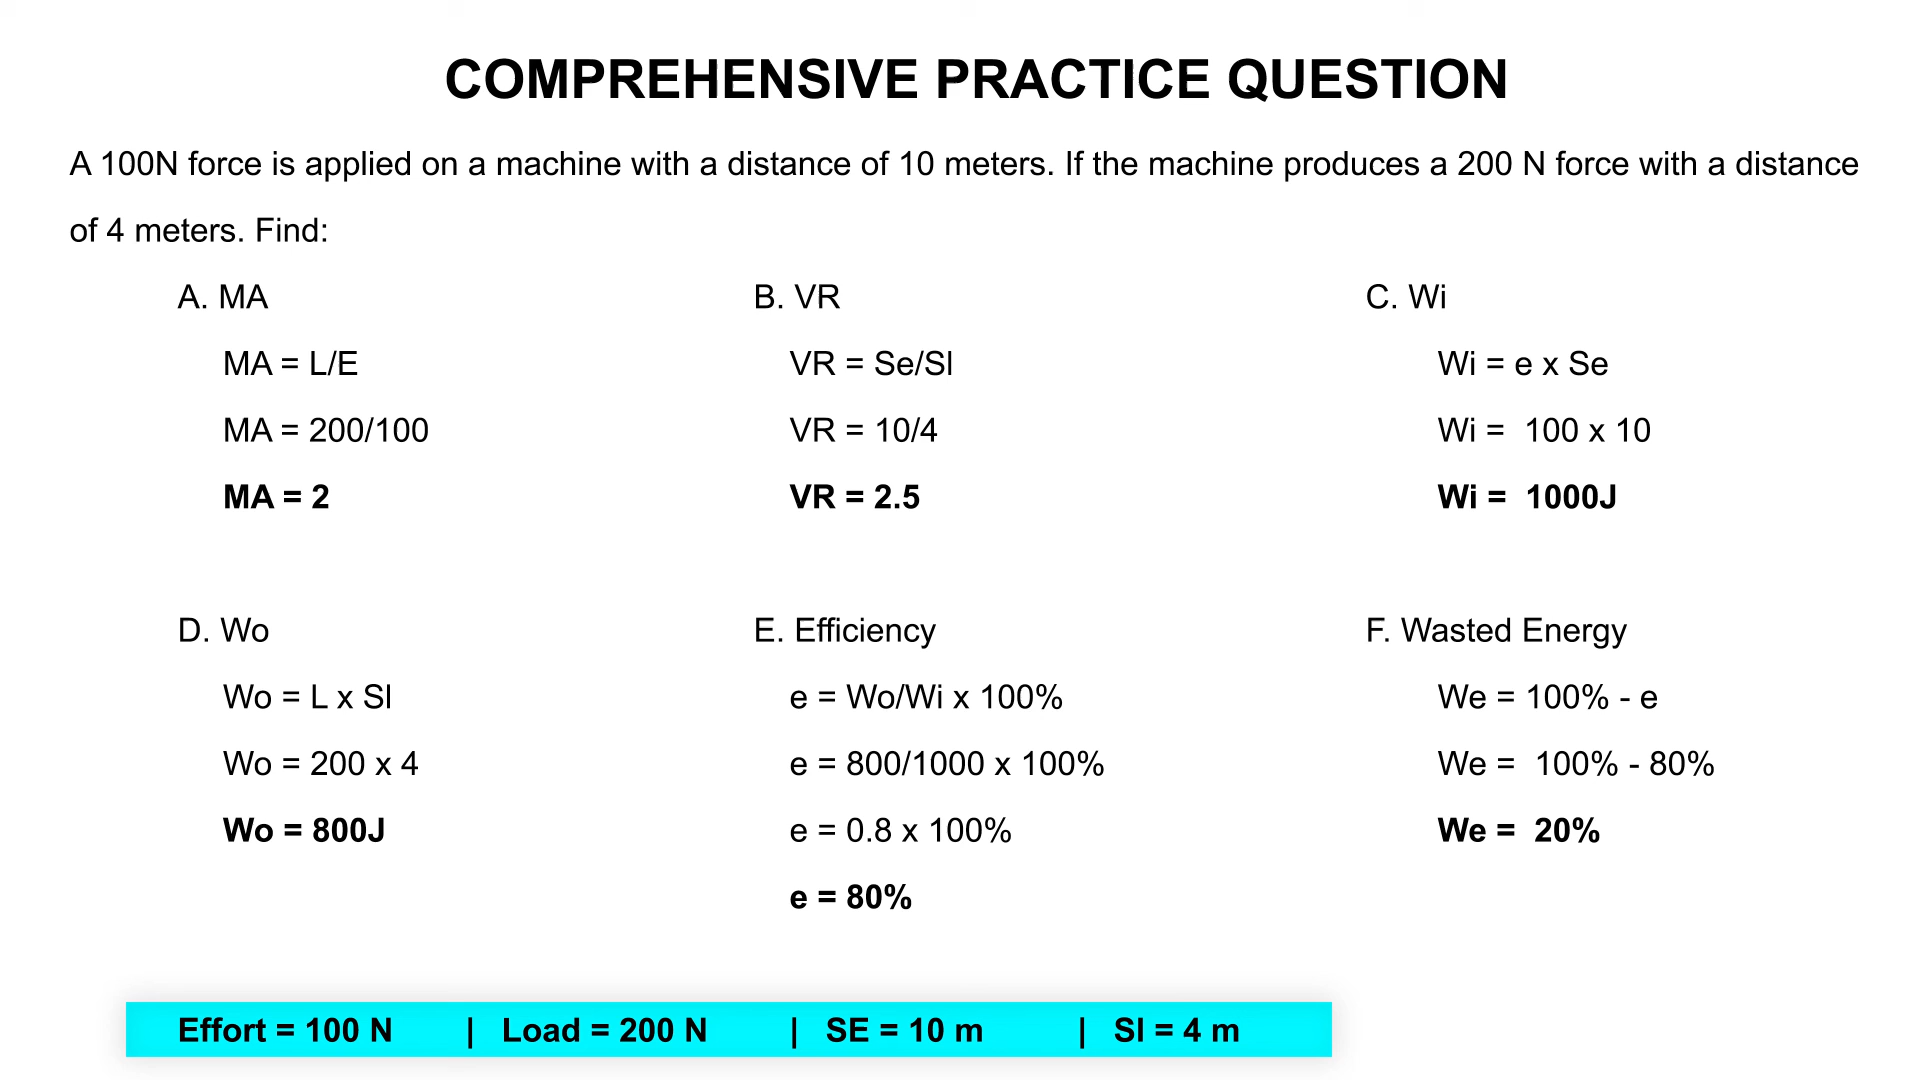 COMPREHENSIVE PRACTICE QUESTION
A 100N force is applied on a machine with a distance of 10 meters. If the machine produces a 200 N force with a distance
of 4 meters. Find:
A. MA
MA = L/E
MA = 200/100
MA = 2
B. VR
VR = Se/Sl
VR = 10/4
VR = 2.5
C. Wi
Wi = e x Se
Wi =  100 x 10
Wi =  1000J
D. Wo
Wo = L x Sl
Wo = 200 x 4
Wo = 800J
E. Efficiency
e = Wo/Wi x 100%
e = 800/1000 x 100%
e = 0.8 x 100%
e = 80%
F. Wasted Energy
We = 100% - e
We =  100% - 80%
We =  20%
Effort = 100 N | Load = 200 N | SE = 10 m | Sl = 4 m